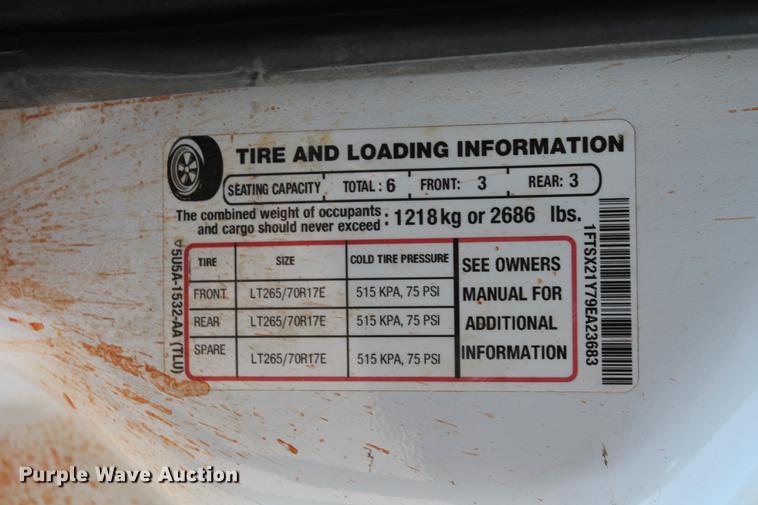 TIRE AND LOADING INFORMATION
SEATING CAPACITY TOTAL : 6 FRONT: 3 REAR: 3
The combined weight of occupants
and cargo should never exceed : 1218 kg or 2686 lbs.
TIRE SIZE COLD TIRE PRESSURE
FRONT LT265/70R17E 515 KPA, 75 PSI
REAR LT265/70R17E 515 KPA, 75 PSI
SPARE LT265/70R17E 515 KPA, 75 PSI
SEE OWNERS
MANUAL FOR
ADDITIONAL
INFORMATION
5U5A-1532-AA (TLU)
1FTSX21Y79EA23683
Purple Wave Auction